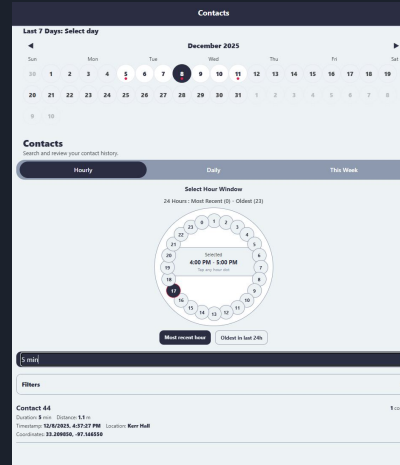 Contacts
Last 7 Days: Select day
◀ December 2025 ▶
Sun Mon Tue Wed Thu Fri Sat
30 1 2 3 4 5 6 7 8 9 10 11 12 13 14 15 16 17 18 19
20 21 22 23 24 25 26 27 28 29 30 31 1 2 3 4 5 6 7 8
9 10
Contacts
Search and review your contact history.
Hourly Daily This Week
Select Hour Window
24 Hours : Most Recent (0) - Oldest (23)
0 1 2 3 4 5 6 7 8 9 10 11 12 13 14 15 16 17 18 19 20 21 22 23
Selected
4:00 PM - 5:00 PM
Tap any hour dot
Most recent hour Oldest in last 24h
5 min
Filters
Contact 44 1 co
Duration: 5 min Distance: 1.1 m
Timestamp: 12/8/2025, 4:37:27 PM Location: Kerr Hall
Coordinates: 33.209850, -97.146550